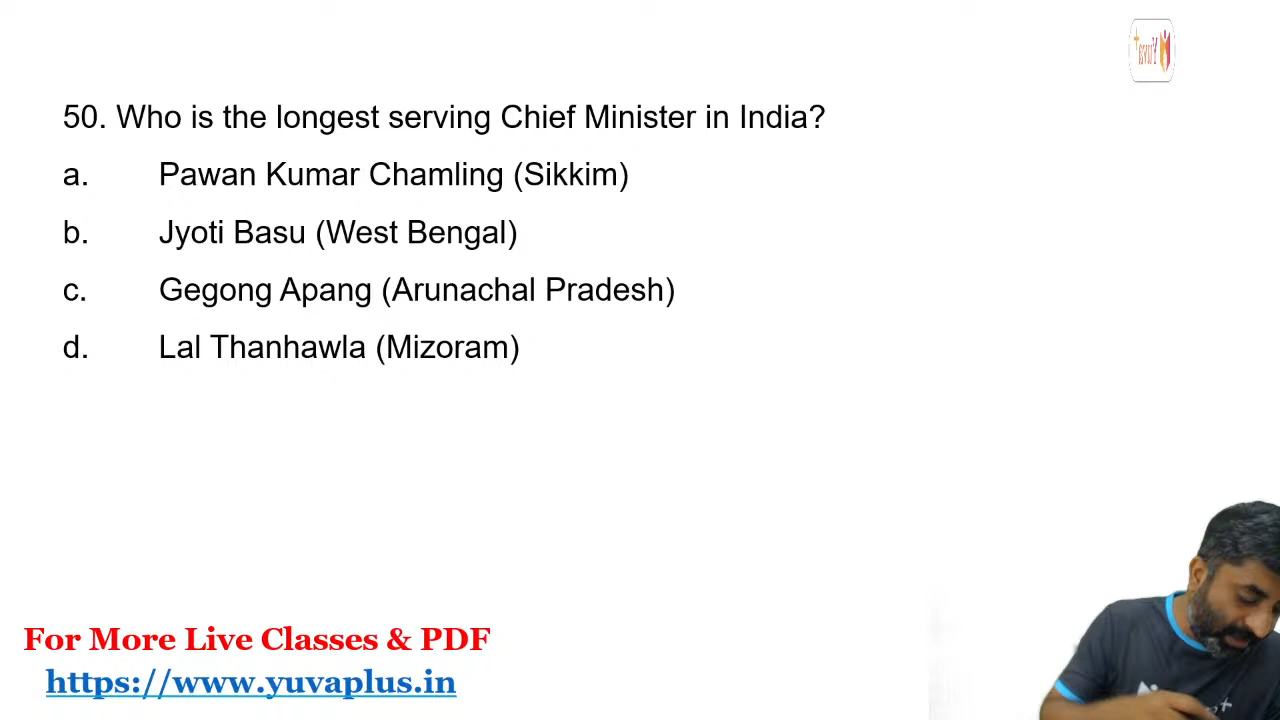 50. Who is the longest serving Chief Minister in India?
a. Pawan Kumar Chamling (Sikkim)
b. Jyoti Basu (West Bengal)
c. Gegong Apang (Arunachal Pradesh)
d. Lal Thanhawla (Mizoram)
For More Live Classes & PDF
https://www.yuvaplus.in